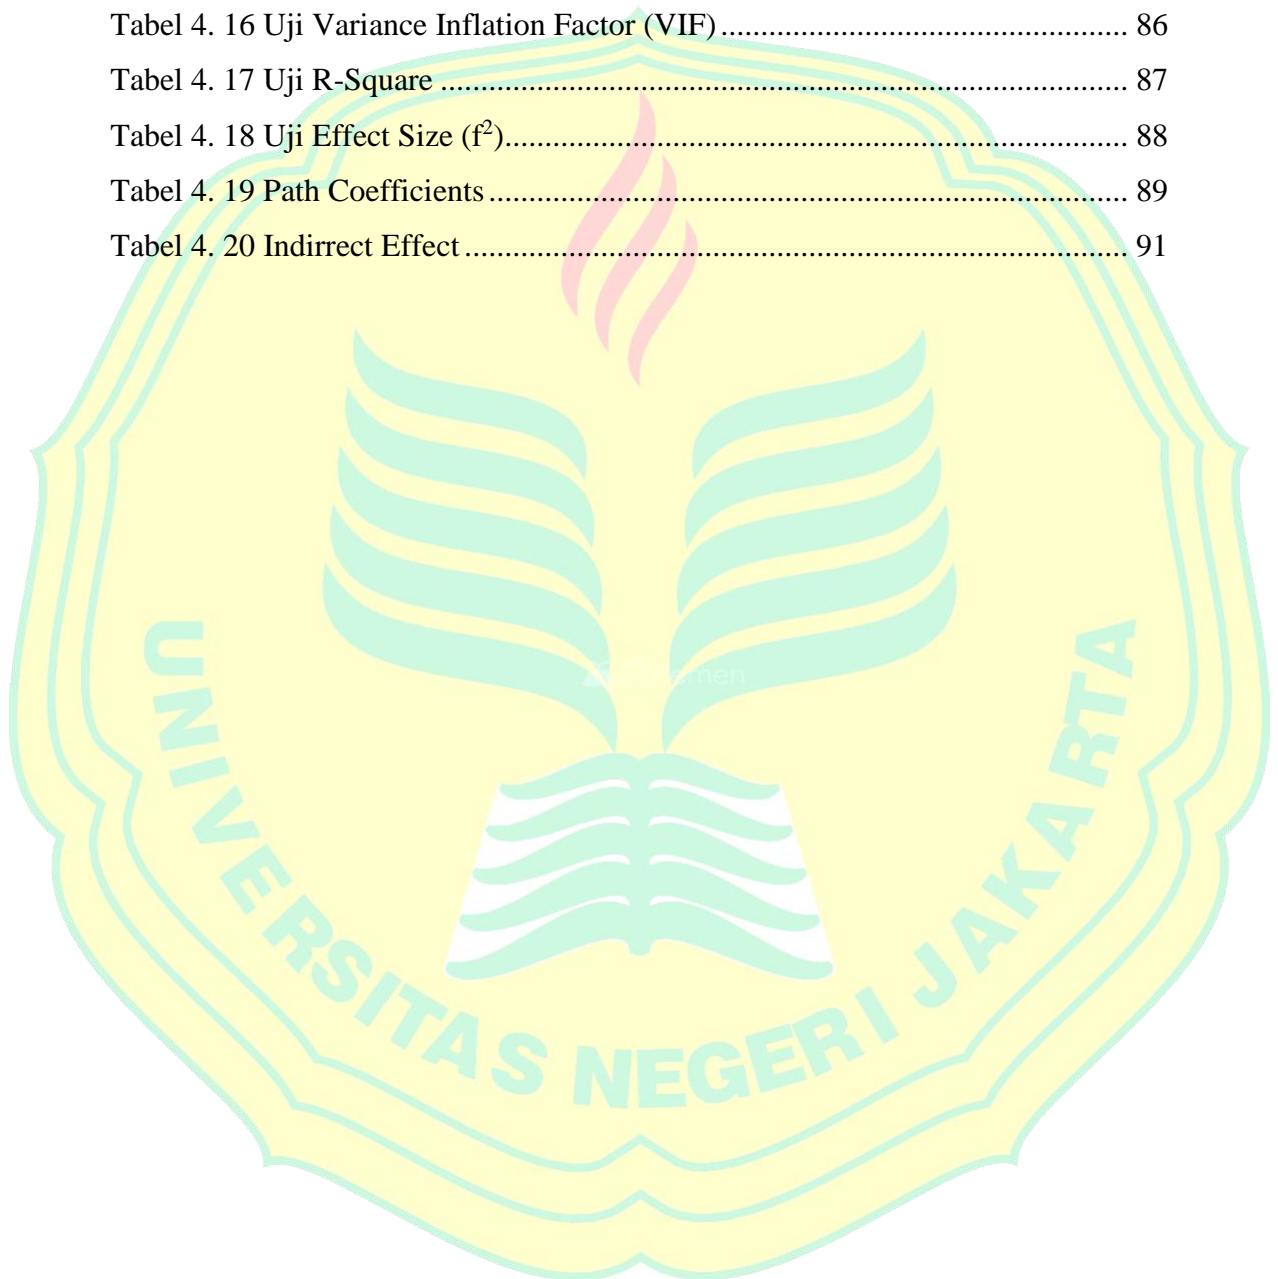 Tabel 4. 16 Uji Variance Inflation Factor (VIF) ........ 86
Tabel 4. 17 Uji R-Square ........ 87
Tabel 4. 18 Uji Effect Size (f²) ........ 88
Tabel 4. 19 Path Coefficients ........ 89
Tabel 4. 20 Indirrect Effect ........ 91
UNIVERSITAS NEGERI JAKARTA